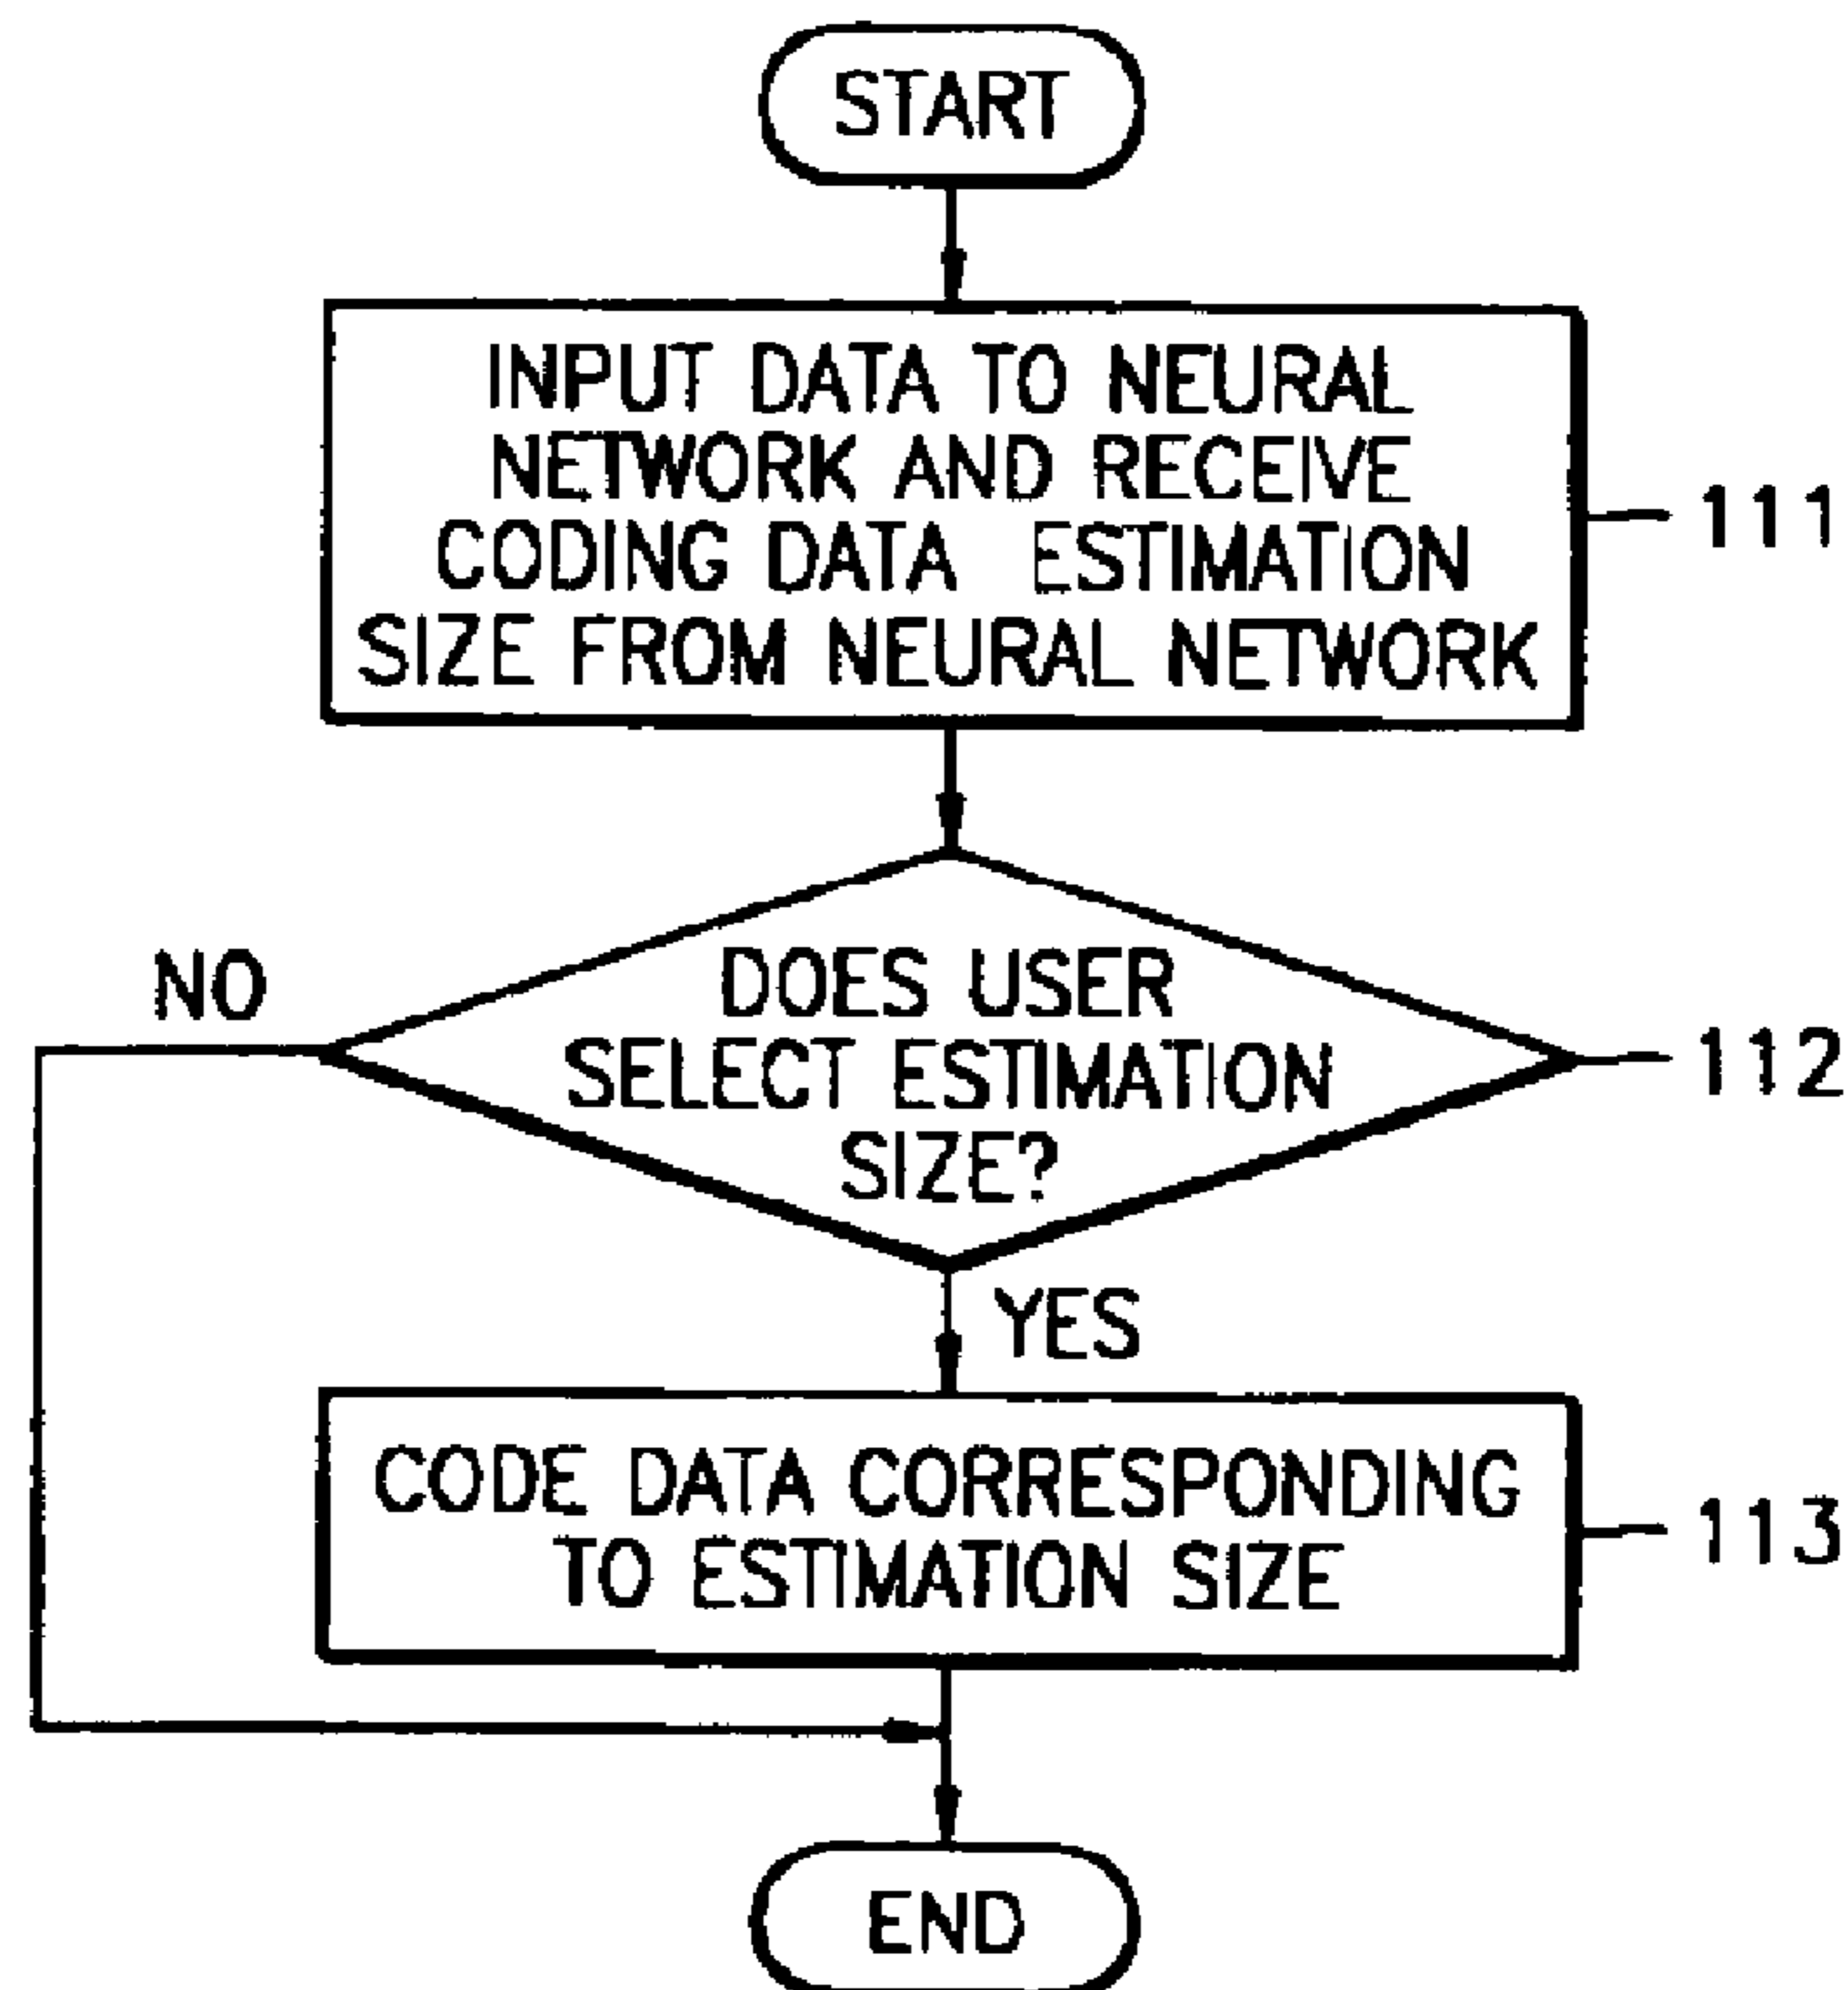 START
INPUT DATA TO NEURAL
NETWORK AND RECEIVE
CODING DATA ESTIMATION
SIZE FROM NEURAL NETWORK
111
NO
DOES USER
SELECT ESTIMATION
SIZE?
112
YES
CODE DATA CORRESPONDING
TO ESTIMATION SIZE
113
END